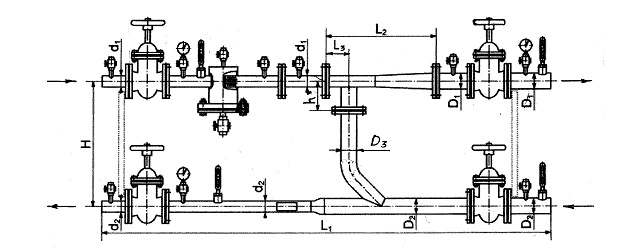 L₂
L₃
d₁
d₁
h
D₁
D₁
H
D₃
d₂
d₂
D₂
D₂
L₁